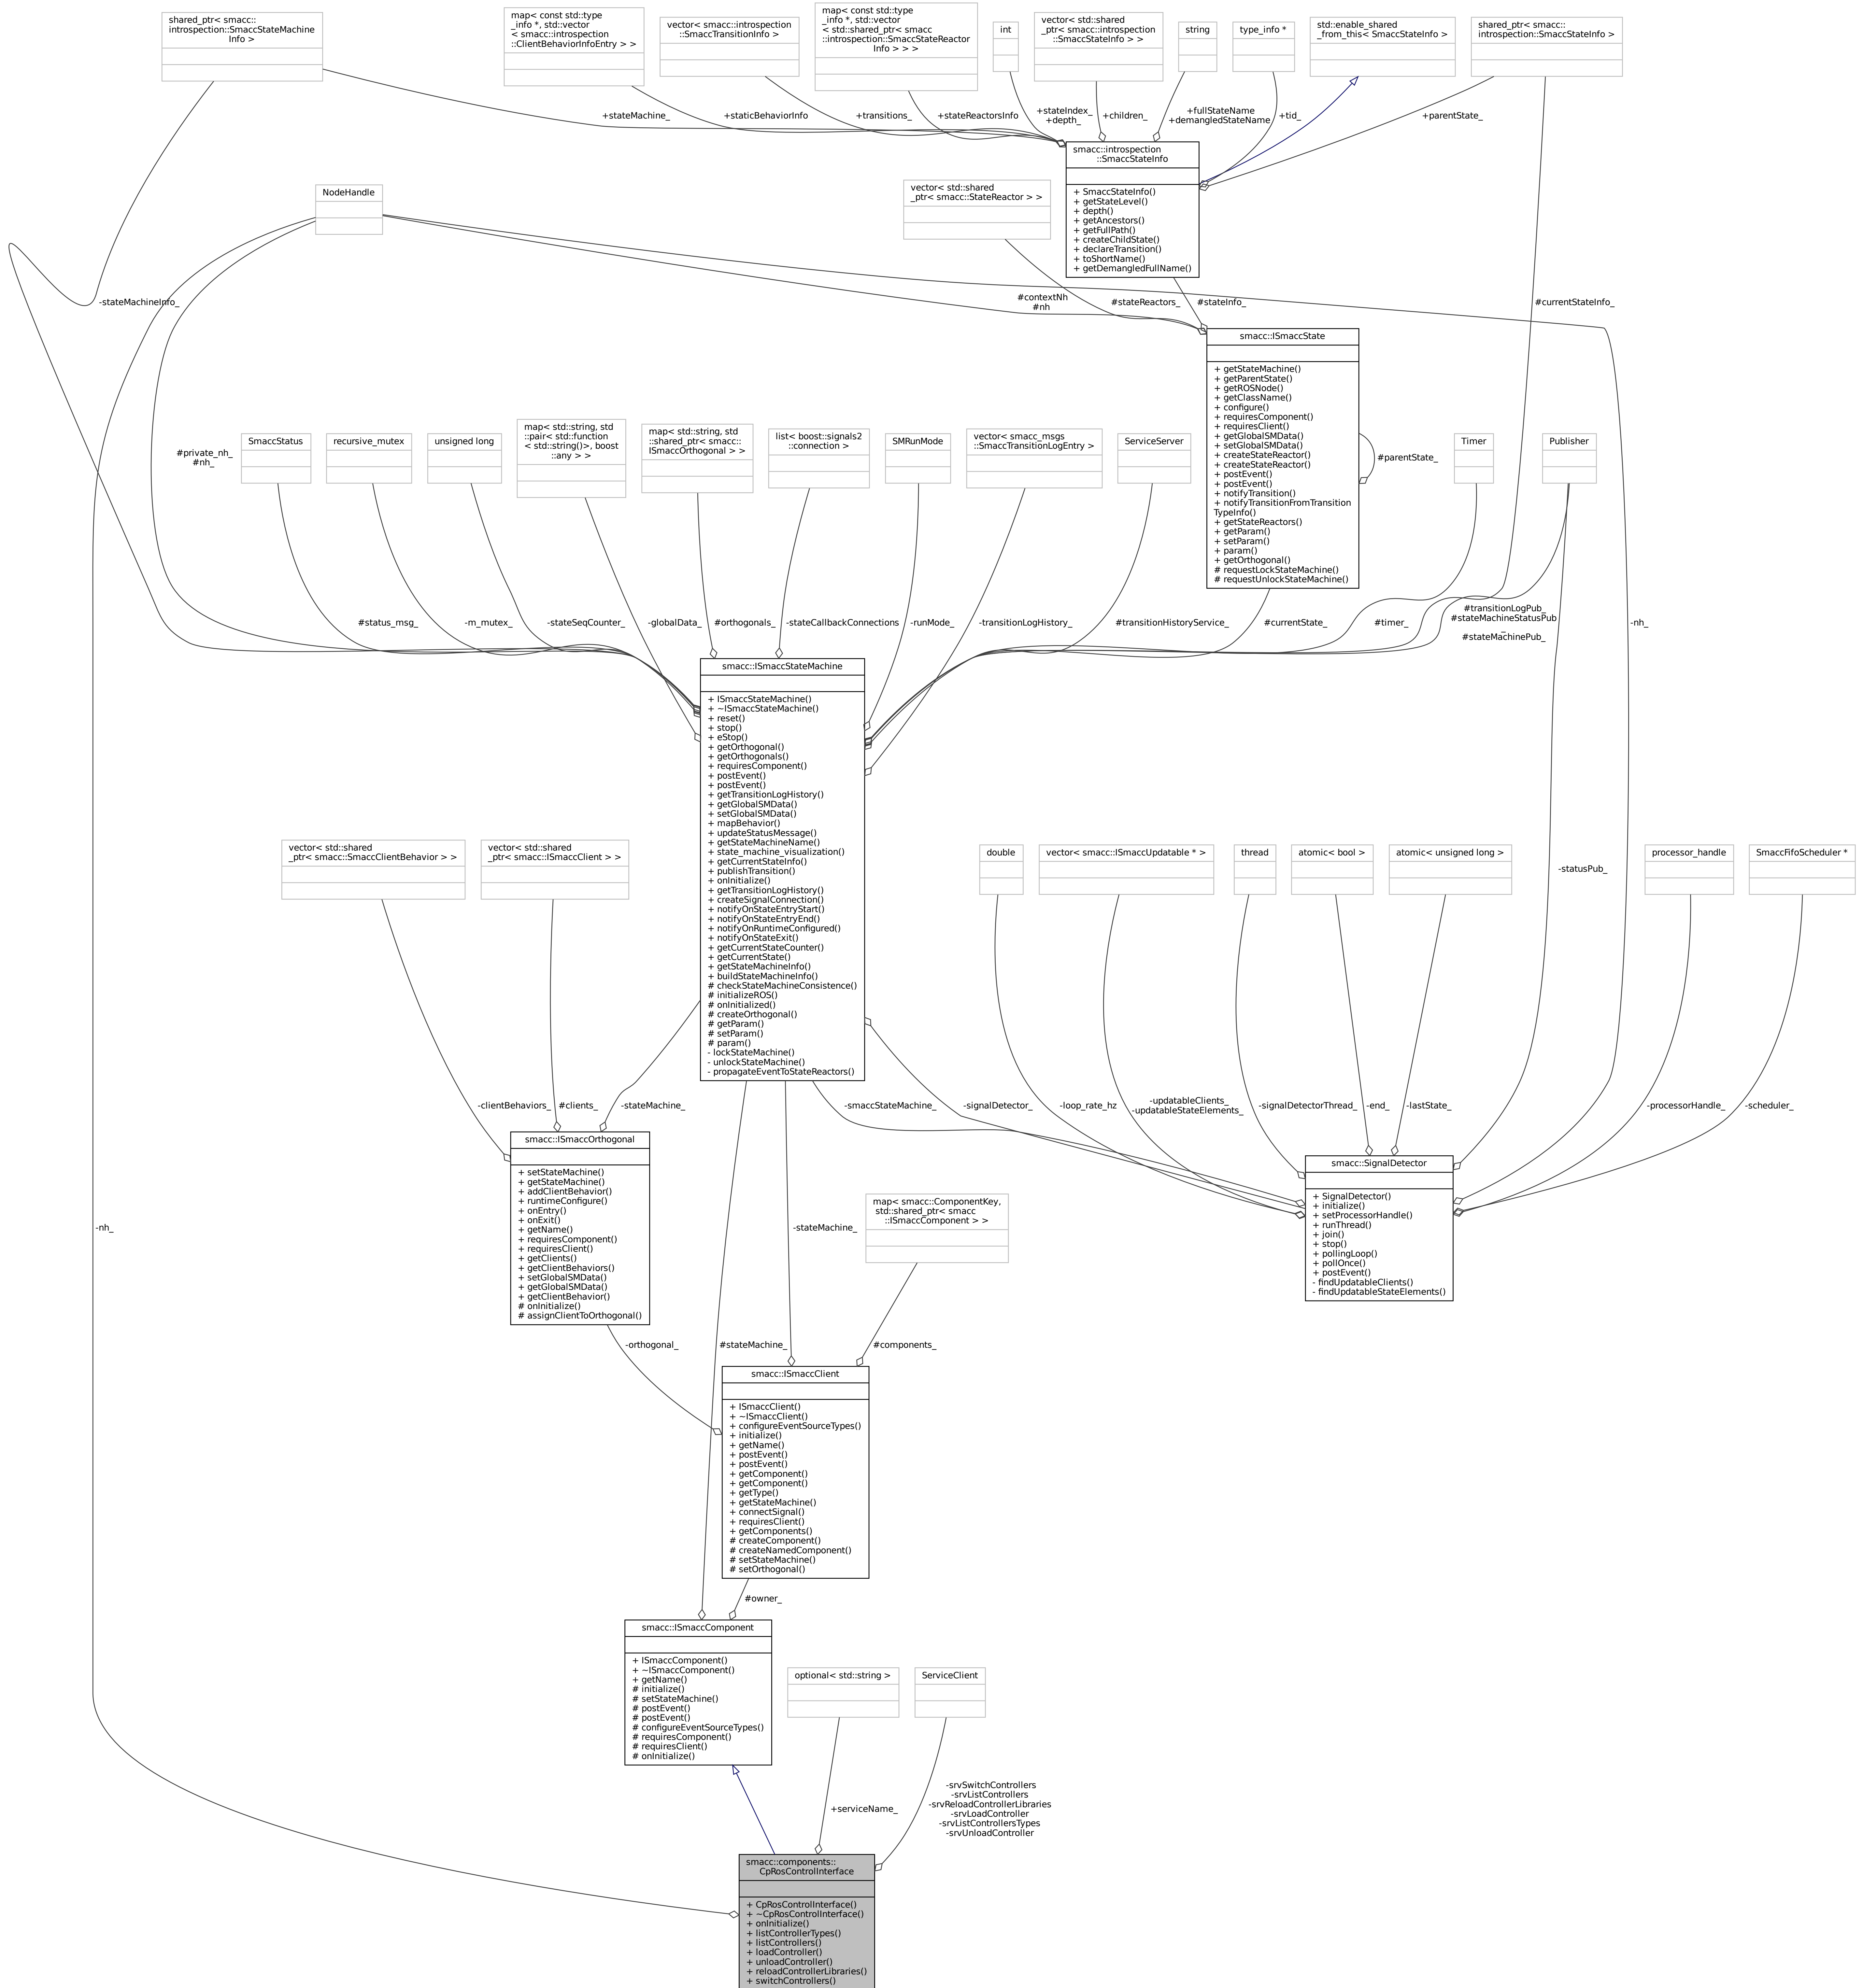 shared_ptr< smacc::
introspection::SmaccStateMachine
Info >
map< const std::type
_info *, std::vector
< smacc::introspection
::ClientBehaviorInfoEntry > >
vector< smacc::introspection
::SmaccTransitionInfo >
map< const std::type
_info *, std::vector
< std::shared_ptr< smacc
::introspection::SmaccStateReactor
Info > > >
int
vector< std::shared
_ptr< smacc::introspection
::SmaccStateInfo > >
string
type_info *
std::enable_shared
_from_this< SmaccStateInfo >
shared_ptr< smacc::
introspection::SmaccStateInfo >
+stateMachine_
+staticBehaviorInfo
+transitions_
+stateReactorsInfo
+stateIndex_
+depth_
+children_
+fullStateName
+demangledStateName
+tid_
+parentState_
smacc::introspection
::SmaccStateInfo
+ SmaccStateInfo()
+ getStateLevel()
+ depth()
+ getAncestors()
+ getFullPath()
+ createChildState()
+ declareTransition()
+ toShortName()
+ getDemangledFullName()
NodeHandle
vector< std::shared
_ptr< smacc::StateReactor > >
-stateMachineInfo_
#contextNh
#nh
#stateReactors_
#stateInfo_
#currentStateInfo_
smacc::ISmaccState
+ getStateMachine()
+ getParentState()
+ getROSNode()
+ getClassName()
+ configure()
+ requiresComponent()
+ requiresClient()
+ getGlobalSMData()
+ setGlobalSMData()
+ createStateReactor()
+ createStateReactor()
+ postEvent()
+ postEvent()
+ notifyTransition()
+ notifyTransitionFromTransition
TypeInfo()
+ getStateReactors()
+ getParam()
+ setParam()
+ param()
+ getOrthogonal()
# requestLockStateMachine()
# requestUnlockStateMachine()
#parentState_
#private_nh_
#nh_
SmaccStatus
recursive_mutex
unsigned long
map< std::string, std
::pair< std::function
< std::string()>, boost
::any > >
map< std::string, std
::shared_ptr< smacc::
ISmaccOrthogonal > >
list< boost::signals2
::connection >
SMRunMode
vector< smacc_msgs
::SmaccTransitionLogEntry >
ServiceServer
Timer
Publisher
#status_msg_
-m_mutex_
-stateSeqCounter_
-globalData_
#orthogonals_
-stateCallbackConnections
-runMode_
-transitionLogHistory_
#transitionHistoryService_
#currentState_
#timer_
#transitionLogPub_
#stateMachineStatusPub
_
#stateMachinePub_
-nh_
smacc::ISmaccStateMachine
+ ISmaccStateMachine()
+ ~ISmaccStateMachine()
+ reset()
+ stop()
+ eStop()
+ getOrthogonal()
+ getOrthogonals()
+ requiresComponent()
+ postEvent()
+ postEvent()
+ getTransitionLogHistory()
+ getGlobalSMData()
+ setGlobalSMData()
+ mapBehavior()
+ updateStatusMessage()
+ getStateMachineName()
+ state_machine_visualization()
+ getCurrentStateInfo()
+ publishTransition()
+ onInitialize()
+ getTransitionLogHistory()
+ createSignalConnection()
+ notifyOnStateEntryStart()
+ notifyOnStateEntryEnd()
+ notifyOnRuntimeConfigured()
+ notifyOnStateExit()
+ getCurrentStateCounter()
+ getCurrentState()
+ getStateMachineInfo()
+ buildStateMachineInfo()
# checkStateMachineConsistence()
# initializeROS()
# onInitialized()
# createOrthogonal()
# getParam()
# setParam()
# param()
- lockStateMachine()
- unlockStateMachine()
- propagateEventToStateReactors()
vector< std::shared
_ptr< smacc::SmaccClientBehavior > >
vector< std::shared
_ptr< smacc::ISmaccClient > >
double
vector< smacc::ISmaccUpdatable * >
thread
atomic< bool >
atomic< unsigned long >
-statusPub_
processor_handle
SmaccFifoScheduler *
-clientBehaviors_
#clients_
-stateMachine_
-smaccStateMachine_
-signalDetector_
-loop_rate_hz
-updatableClients_
-updatableStateElements_
-signalDetectorThread_
-end_
-lastState_
-processorHandle_
-scheduler_
smacc::ISmaccOrthogonal
+ setStateMachine()
+ getStateMachine()
+ addClientBehavior()
+ runtimeConfigure()
+ onEntry()
+ onExit()
+ getName()
+ requiresComponent()
+ requiresClient()
+ getClients()
+ getClientBehaviors()
+ setGlobalSMData()
+ getGlobalSMData()
+ getClientBehavior()
# onInitialize()
# assignClientToOrthogonal()
smacc::SignalDetector
+ SignalDetector()
+ initialize()
+ setProcessorHandle()
+ runThread()
+ join()
+ stop()
+ pollingLoop()
+ pollOnce()
+ postEvent()
- findUpdatableClients()
- findUpdatableStateElements()
map< smacc::ComponentKey,
std::shared_ptr< smacc
::ISmaccComponent > >
-nh_
-stateMachine_
-orthogonal_
#stateMachine_
#components_
smacc::ISmaccClient
+ ISmaccClient()
+ ~ISmaccClient()
+ configureEventSourceTypes()
+ initialize()
+ getName()
+ postEvent()
+ postEvent()
+ getComponent()
+ getComponent()
+ getType()
+ getStateMachine()
+ connectSignal()
+ requiresClient()
+ getComponents()
# createComponent()
# createNamedComponent()
# setStateMachine()
# setOrthogonal()
#owner_
smacc::ISmaccComponent
+ ISmaccComponent()
+ ~ISmaccComponent()
+ getName()
# initialize()
# setStateMachine()
# postEvent()
# postEvent()
# configureEventSourceTypes()
# requiresComponent()
# requiresClient()
# onInitialize()
optional< std::string >
ServiceClient
+serviceName_
-srvSwitchControllers
-srvListControllers
-srvReloadControllerLibraries
-srvLoadController
-srvListControllersTypes
-srvUnloadController
smacc::components::
CpRosControlInterface
+ CpRosControlInterface()
+ ~CpRosControlInterface()
+ onInitialize()
+ listControllerTypes()
+ listControllers()
+ loadController()
+ unloadController()
+ reloadControllerLibraries()
+ switchControllers()